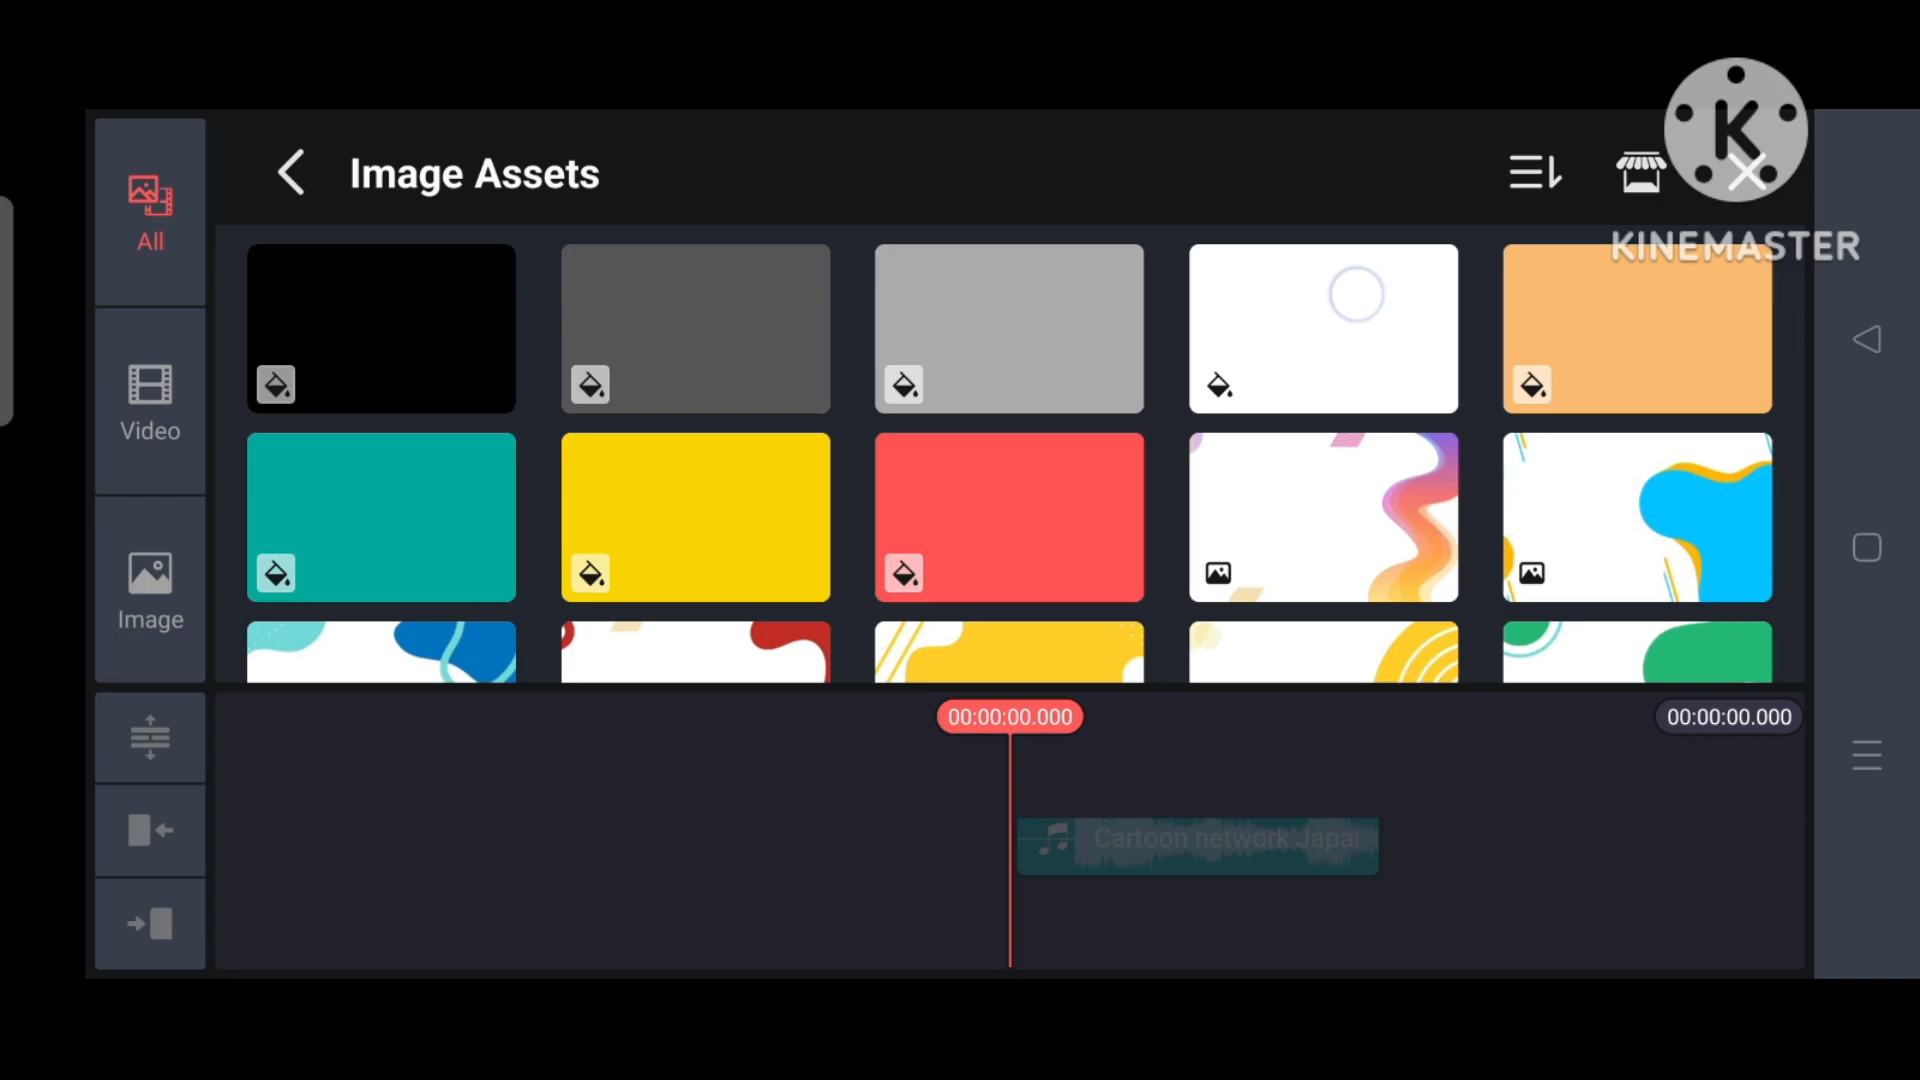 Image Assets
K
KINEMASTER
All
Video
Image
00:00:00.000
00:00:00.000
Cartoon network Japa